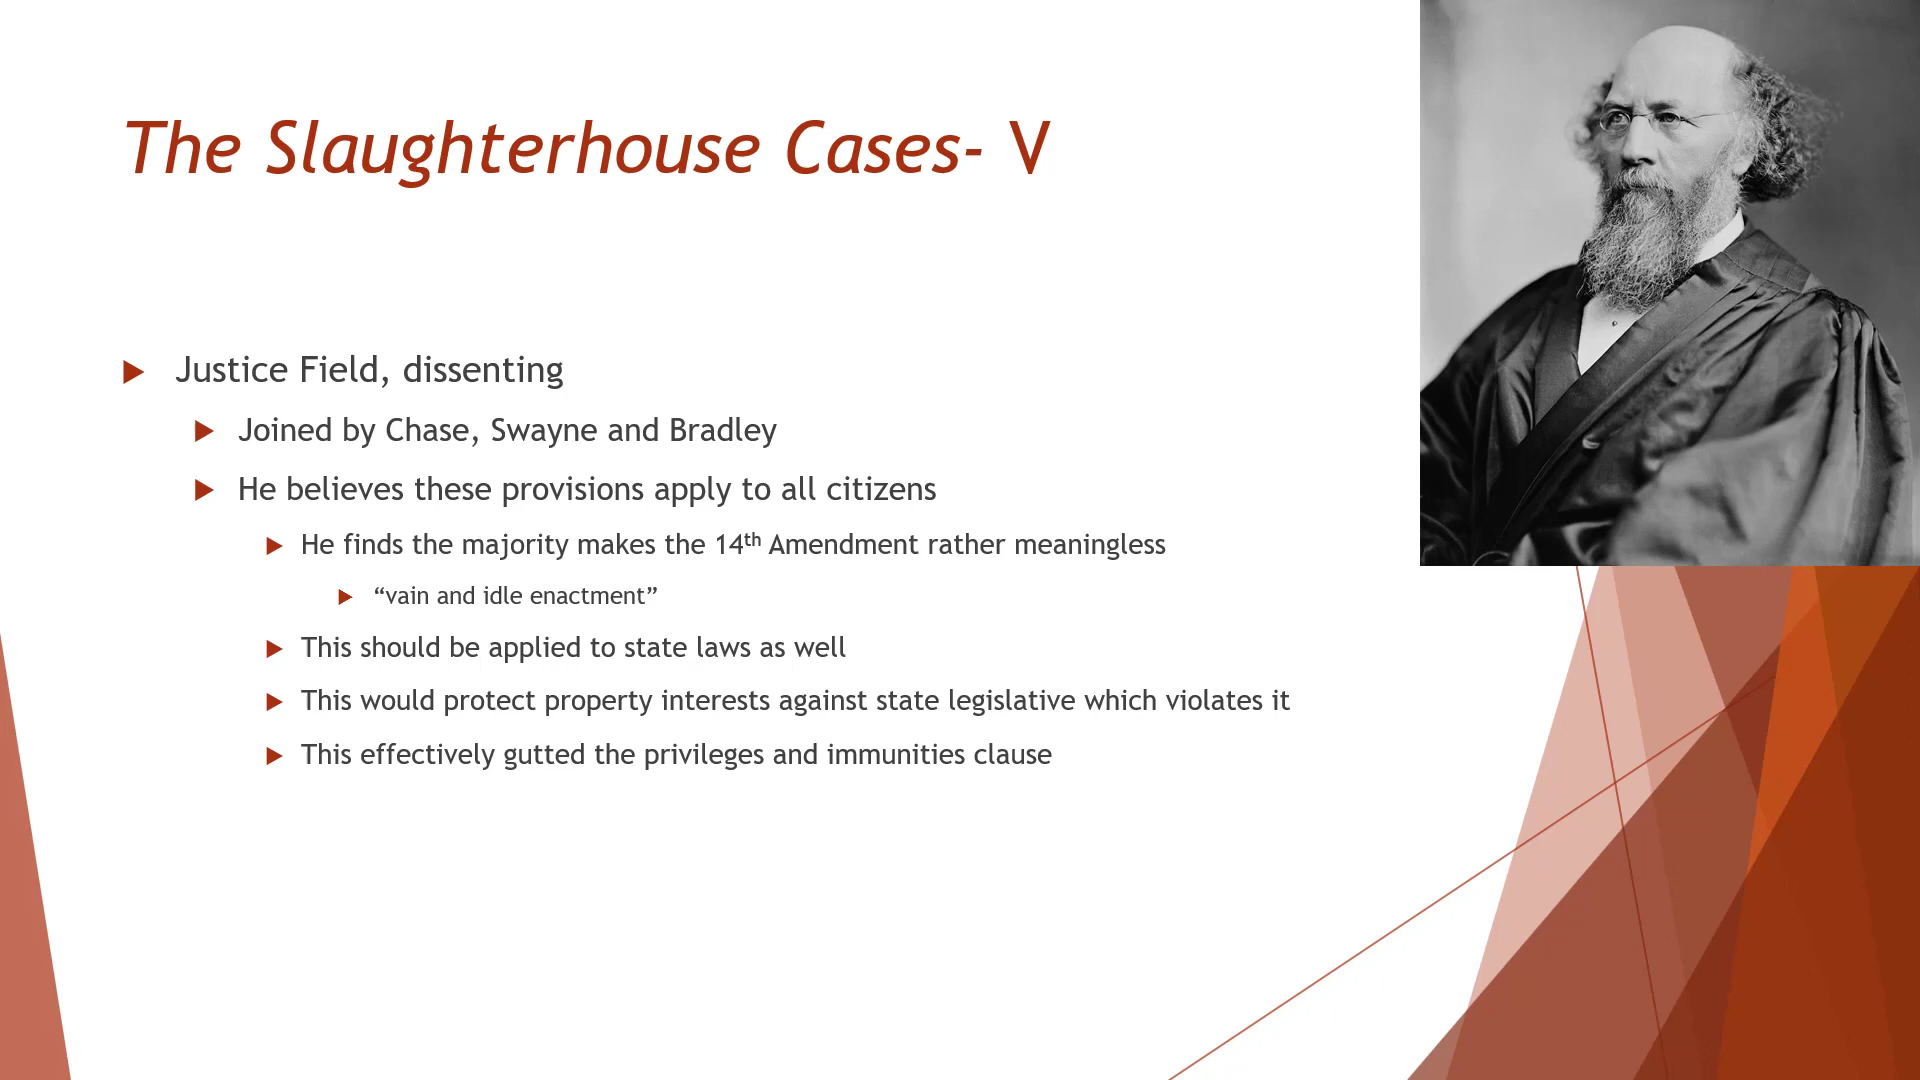 The Slaughterhouse Cases- V
Justice Field, dissenting
Joined by Chase, Swayne and Bradley
He believes these provisions apply to all citizens
He finds the majority makes the 14th Amendment rather meaningless
“vain and idle enactment”
This should be applied to state laws as well
This would protect property interests against state legislative which violates it
This effectively gutted the privileges and immunities clause